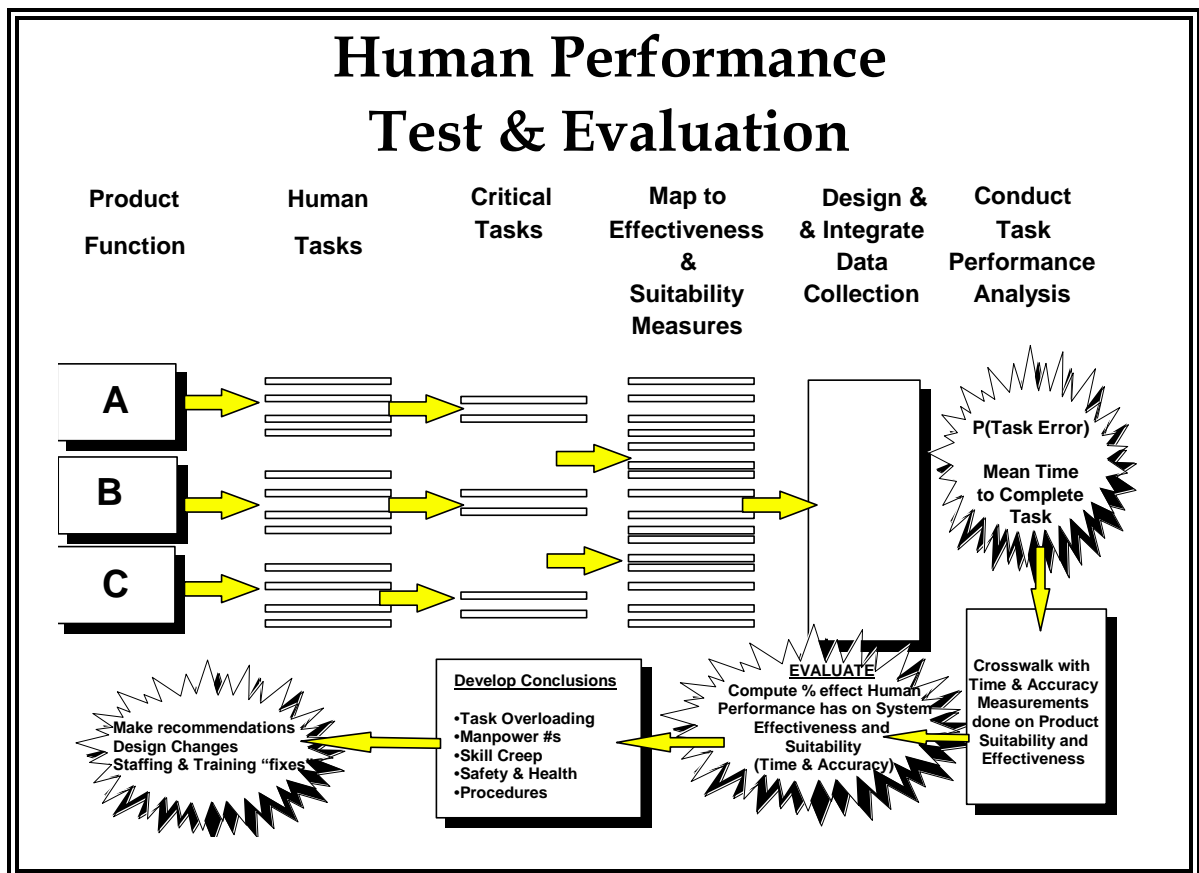 Human Performance
Test & Evaluation
Product
Function
Human
Tasks
Critical
Tasks
Map to
Effectiveness
&
Suitability
Measures
Design &
& Integrate
Data
Collection
Conduct
Task
Performance
Analysis
A
B
C
P(Task Error)
Mean Time
to Complete
Task
Crosswalk with
Time & Accuracy
Measurements
done on Product
Suitability and
Effectiveness
EVALUATE
Compute % effect Human
Performance has on System
Effectiveness and
Suitability
(Time & Accuracy)
Develop Conclusions
•Task Overloading
•Manpower #s
•Skill Creep
•Safety & Health
•Procedures
Make recommendations
Design Changes
Staffing & Training “fixes”